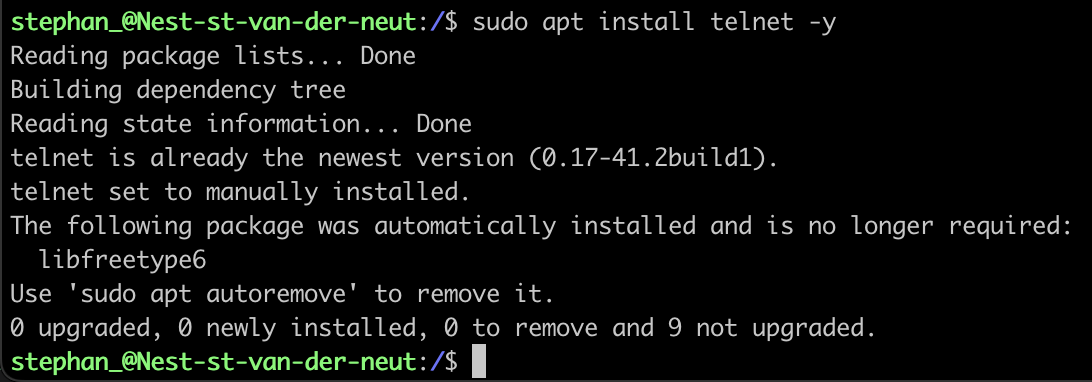 stephan_@Nest-st-van-der-neut:/$ sudo apt install telnet -y
Reading package lists... Done
Building dependency tree
Reading state information... Done
telnet is already the newest version (0.17-41.2build1).
telnet set to manually installed.
The following package was automatically installed and is no longer required:
  libfreetype6
Use 'sudo apt autoremove' to remove it.
0 upgraded, 0 newly installed, 0 to remove and 9 not upgraded.
stephan_@Nest-st-van-der-neut:/$